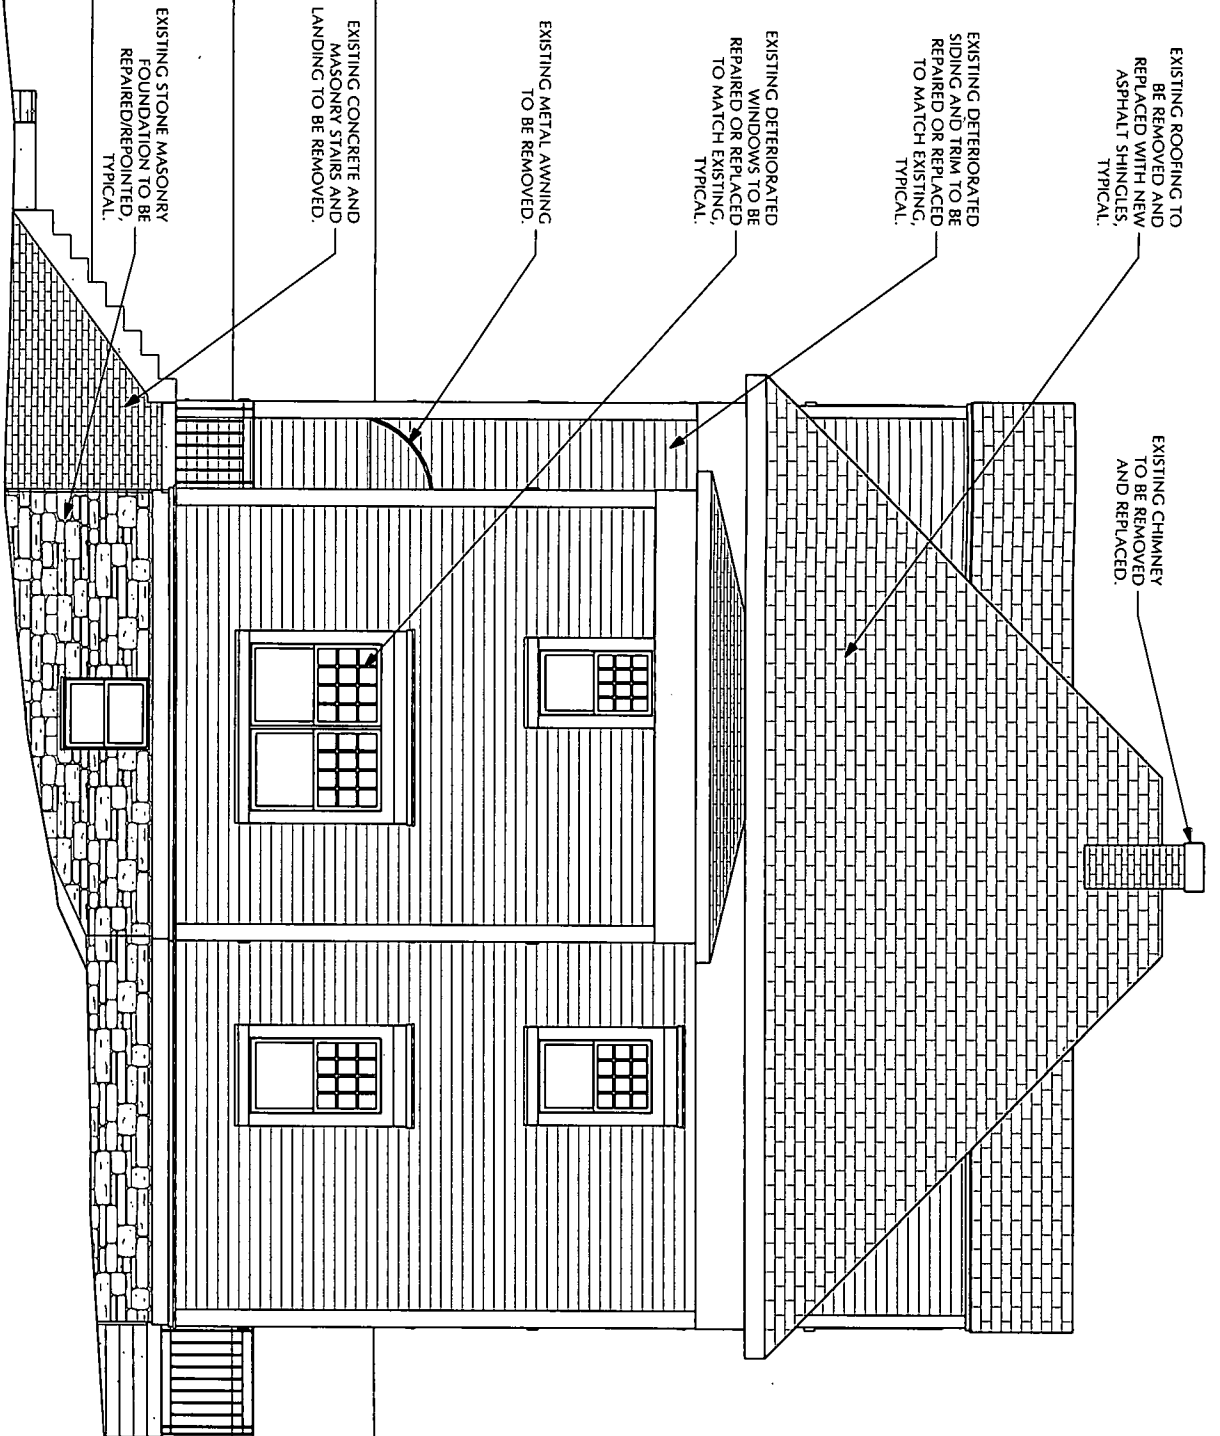 EXISTING ROOFING TO
BE REMOVED AND
REPLACED WITH NEW
ASPHALT SHINGLES,
TYPICAL.
EXISTING CHIMNEY
TO BE REMOVED
AND REPLACED.
EXISTING DETERIORATED
SIDING AND TRIM TO BE
REPAIRED OR REPLACED
TO MATCH EXISTING,
TYPICAL.
EXISTING DETERIORATED
WINDOWS TO BE
REPAIRED OR REPLACED
TO MATCH EXISTING,
TYPICAL.
EXISTING METAL AWNING
TO BE REMOVED.
EXISTING CONCRETE AND
MASONRY STAIRS AND
LANDING TO BE REMOVED.
EXISTING STONE MASONRY
FOUNDATION TO BE
REPAIRED/REPOINTED,
TYPICAL.